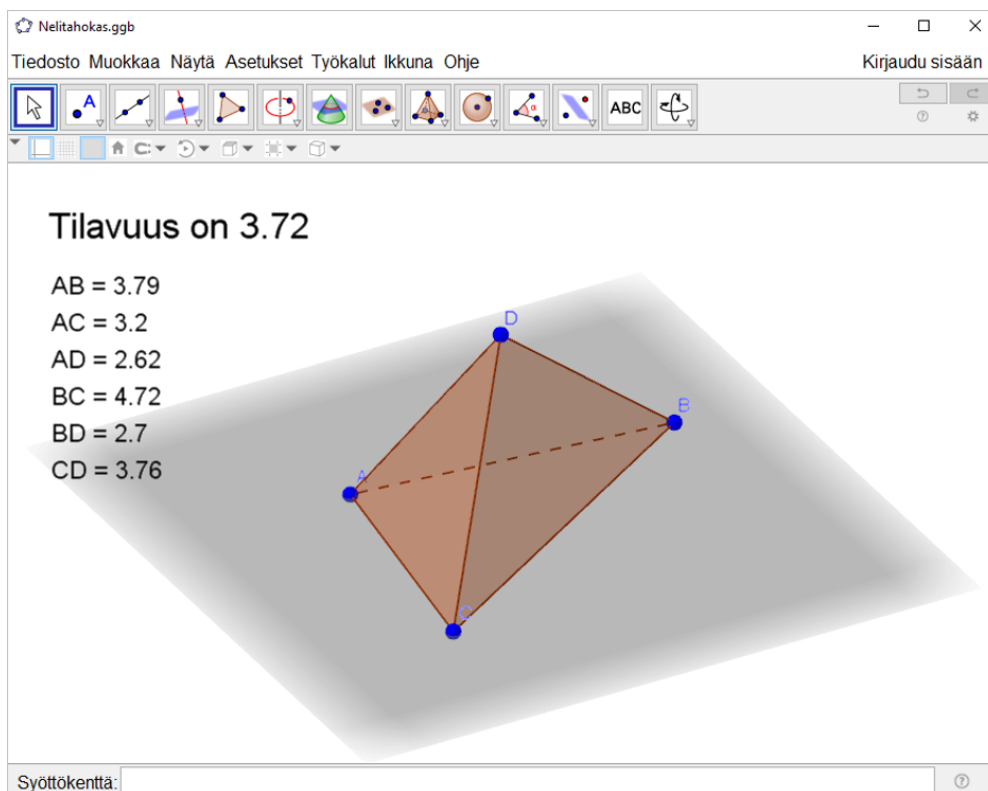 Nelitahokas.ggb
Tiedosto Muokkaa Näytä Asetukset Työkalut Ikkuna Ohje Kirjaudu sisään
A α ABC
Tilavuus on 3.72
AB = 3.79
AC = 3.2
AD = 2.62
BC = 4.72
BD = 2.7
CD = 3.76
D
B
A
C
Syöttökenttä: